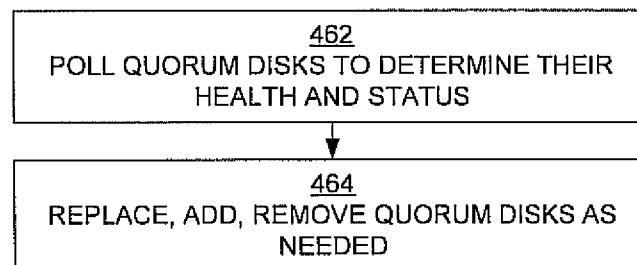 462
POLL QUORUM DISKS TO DETERMINE THEIR
HEALTH AND STATUS
464
REPLACE, ADD, REMOVE QUORUM DISKS AS
NEEDED